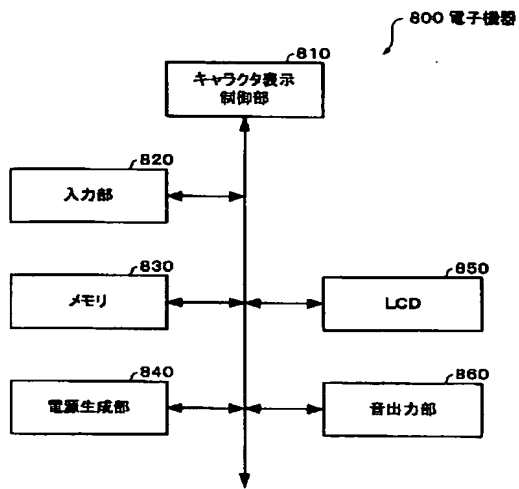 800 電子機器
810
キャラクタ表示
制御部
820
入力部
830
メモリ
850
LCD
840
電源生成部
860
音出力部